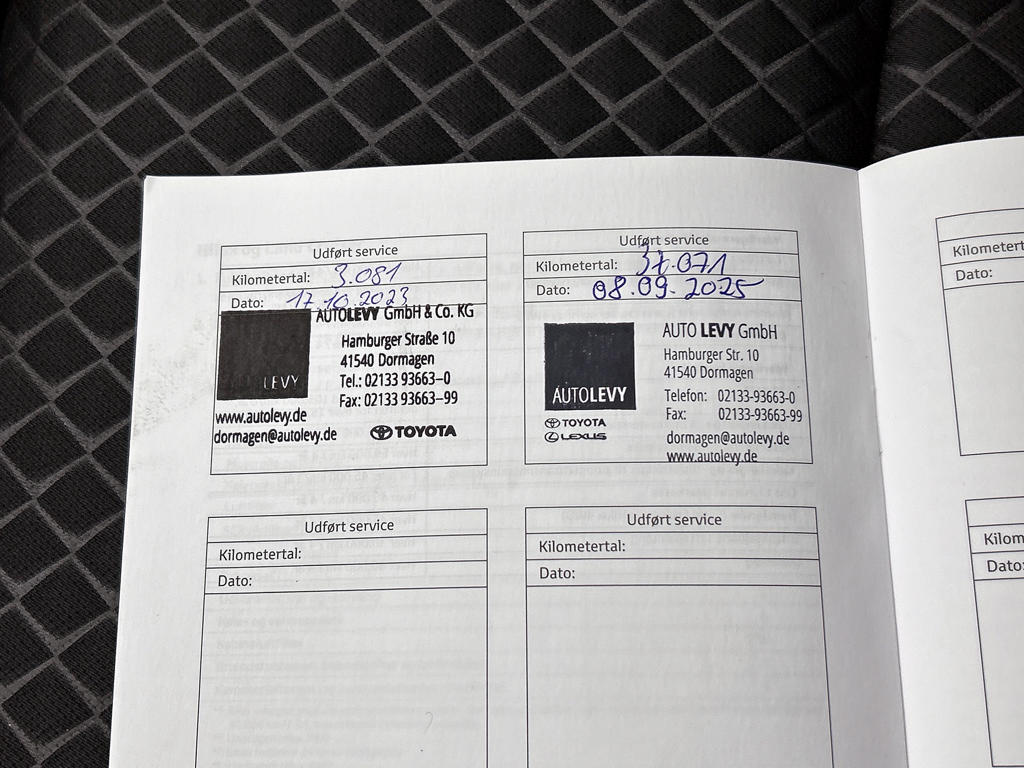 Udført service
Kilometertal: 3.081
Dato: 17.10.2023
AUTOLEVY GmbH & Co. KG
LEVY
Hamburger Straße 10
41540 Dormagen
Tel.: 02133 93663-0
Fax: 02133 93663-99
www.autolevy.de
dormagen@autolevy.de
TOYOTA
Udført service
Kilometertal: 37.071
Dato: 08.09.2025
AUTO LEVY GmbH
AUTOLEVY
Hamburger Str. 10
41540 Dormagen
Telefon: 02133-93663-0
Fax: 02133-93663-99
TOYOTA
LEXUS
dormagen@autolevy.de
www.autolevy.de
Udført service
Kilometertal:
Dato:
Udført service
Kilometertal:
Dato:
Kilometert
Dato:
Kilom
Dato: